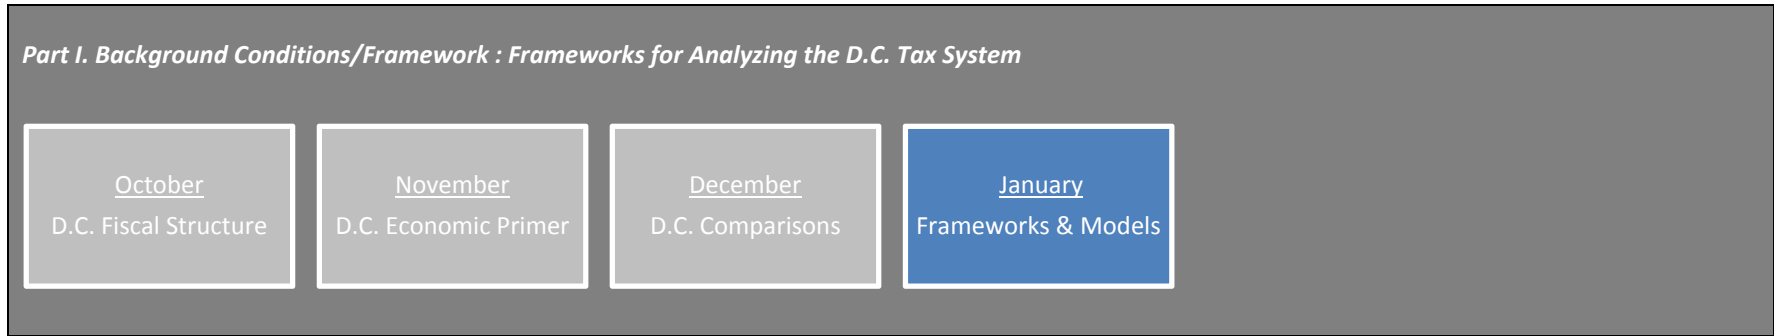 Part I. Background Conditions/Framework : Frameworks for Analyzing the D.C. Tax System
October
D.C. Fiscal Structure
November
D.C. Economic Primer
December
D.C. Comparisons
January
Frameworks & Models